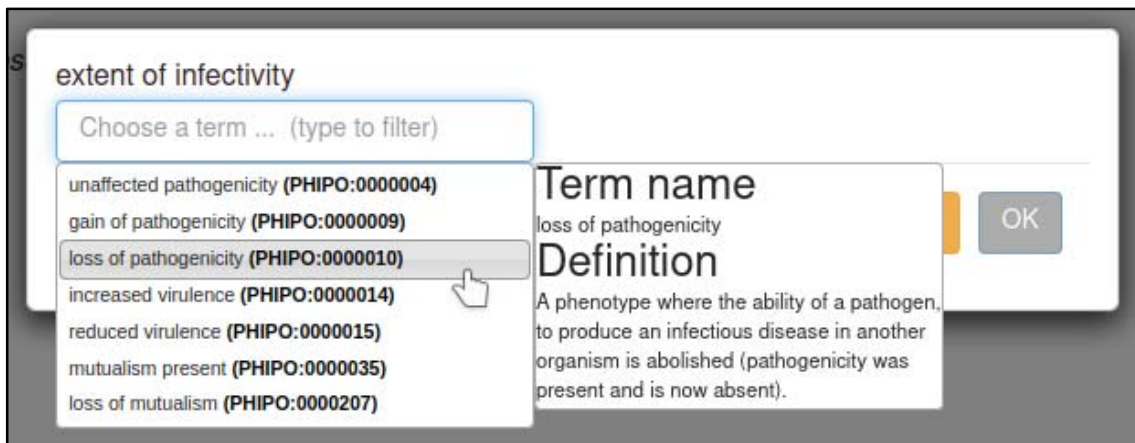 s
extent of infectivity
Choose a term ... (type to filter)
unaffected pathogenicity (PHIPO:0000004)
gain of pathogenicity (PHIPO:0000009)
loss of pathogenicity (PHIPO:0000010)
increased virulence (PHIPO:0000014)
reduced virulence (PHIPO:0000015)
mutualism present (PHIPO:0000035)
loss of mutualism (PHIPO:0000207)
Term name
loss of pathogenicity
Definition
A phenotype where the ability of a pathogen,
to produce an infectious disease in another
organism is abolished (pathogenicity was
present and is now absent).
OK